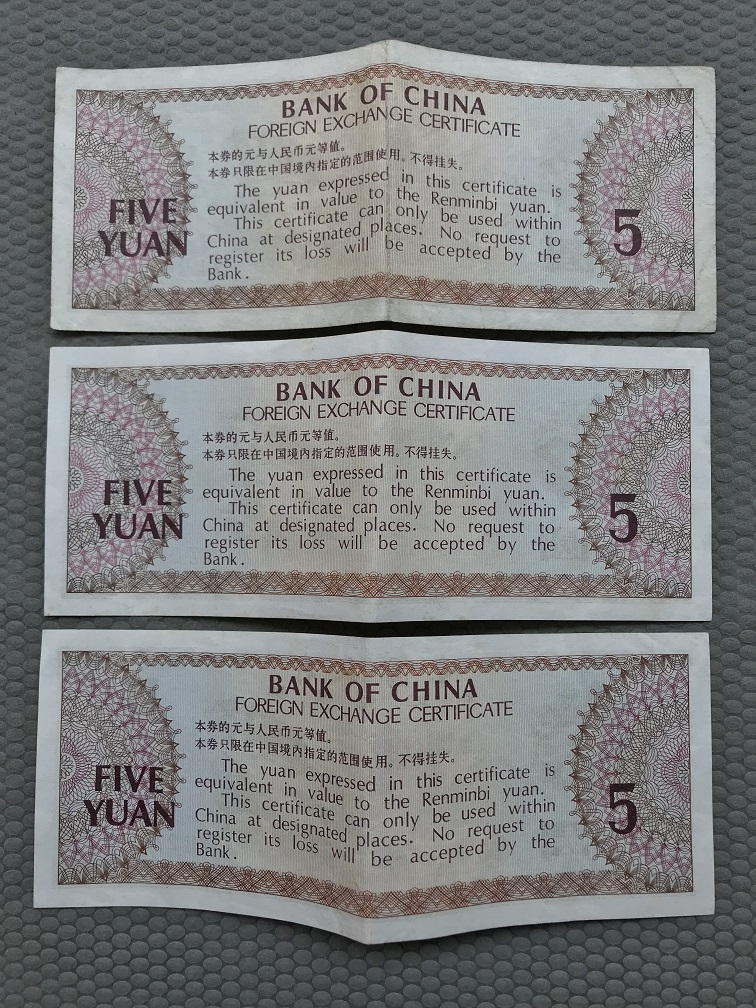 BANK OF CHINA
FOREIGN EXCHANGE CERTIFICATE
本券的元与人民币元等值。
本券只限在中国境内指定的范围使用。不得挂失。
The yuan expressed in this certificate is
equivalent in value to the Renminbi yuan.
This certificate can only be used within
China at designated places. No request to
register its loss will be accepted by the
Bank.
FIVE
YUAN
5
BANK OF CHINA
FOREIGN EXCHANGE CERTIFICATE
本券的元与人民币元等值。
本券只限在中国境内指定的范围使用。不得挂失。
The yuan expressed in this certificate is
equivalent in value to the Renminbi yuan.
This certificate can only be used within
China at designated places. No request to
register its loss will be accepted by the
Bank.
FIVE
YUAN
5
BANK OF CHINA
FOREIGN EXCHANGE CERTIFICATE
本券的元与人民币元等值。
本券只限在中国境内指定的范围使用。不得挂失。
The yuan expressed in this certificate is
equivalent in value to the Renminbi yuan.
This certificate can only be used within
China at designated places. No request to
register its loss will be accepted by the
Bank.
FIVE
YUAN
5